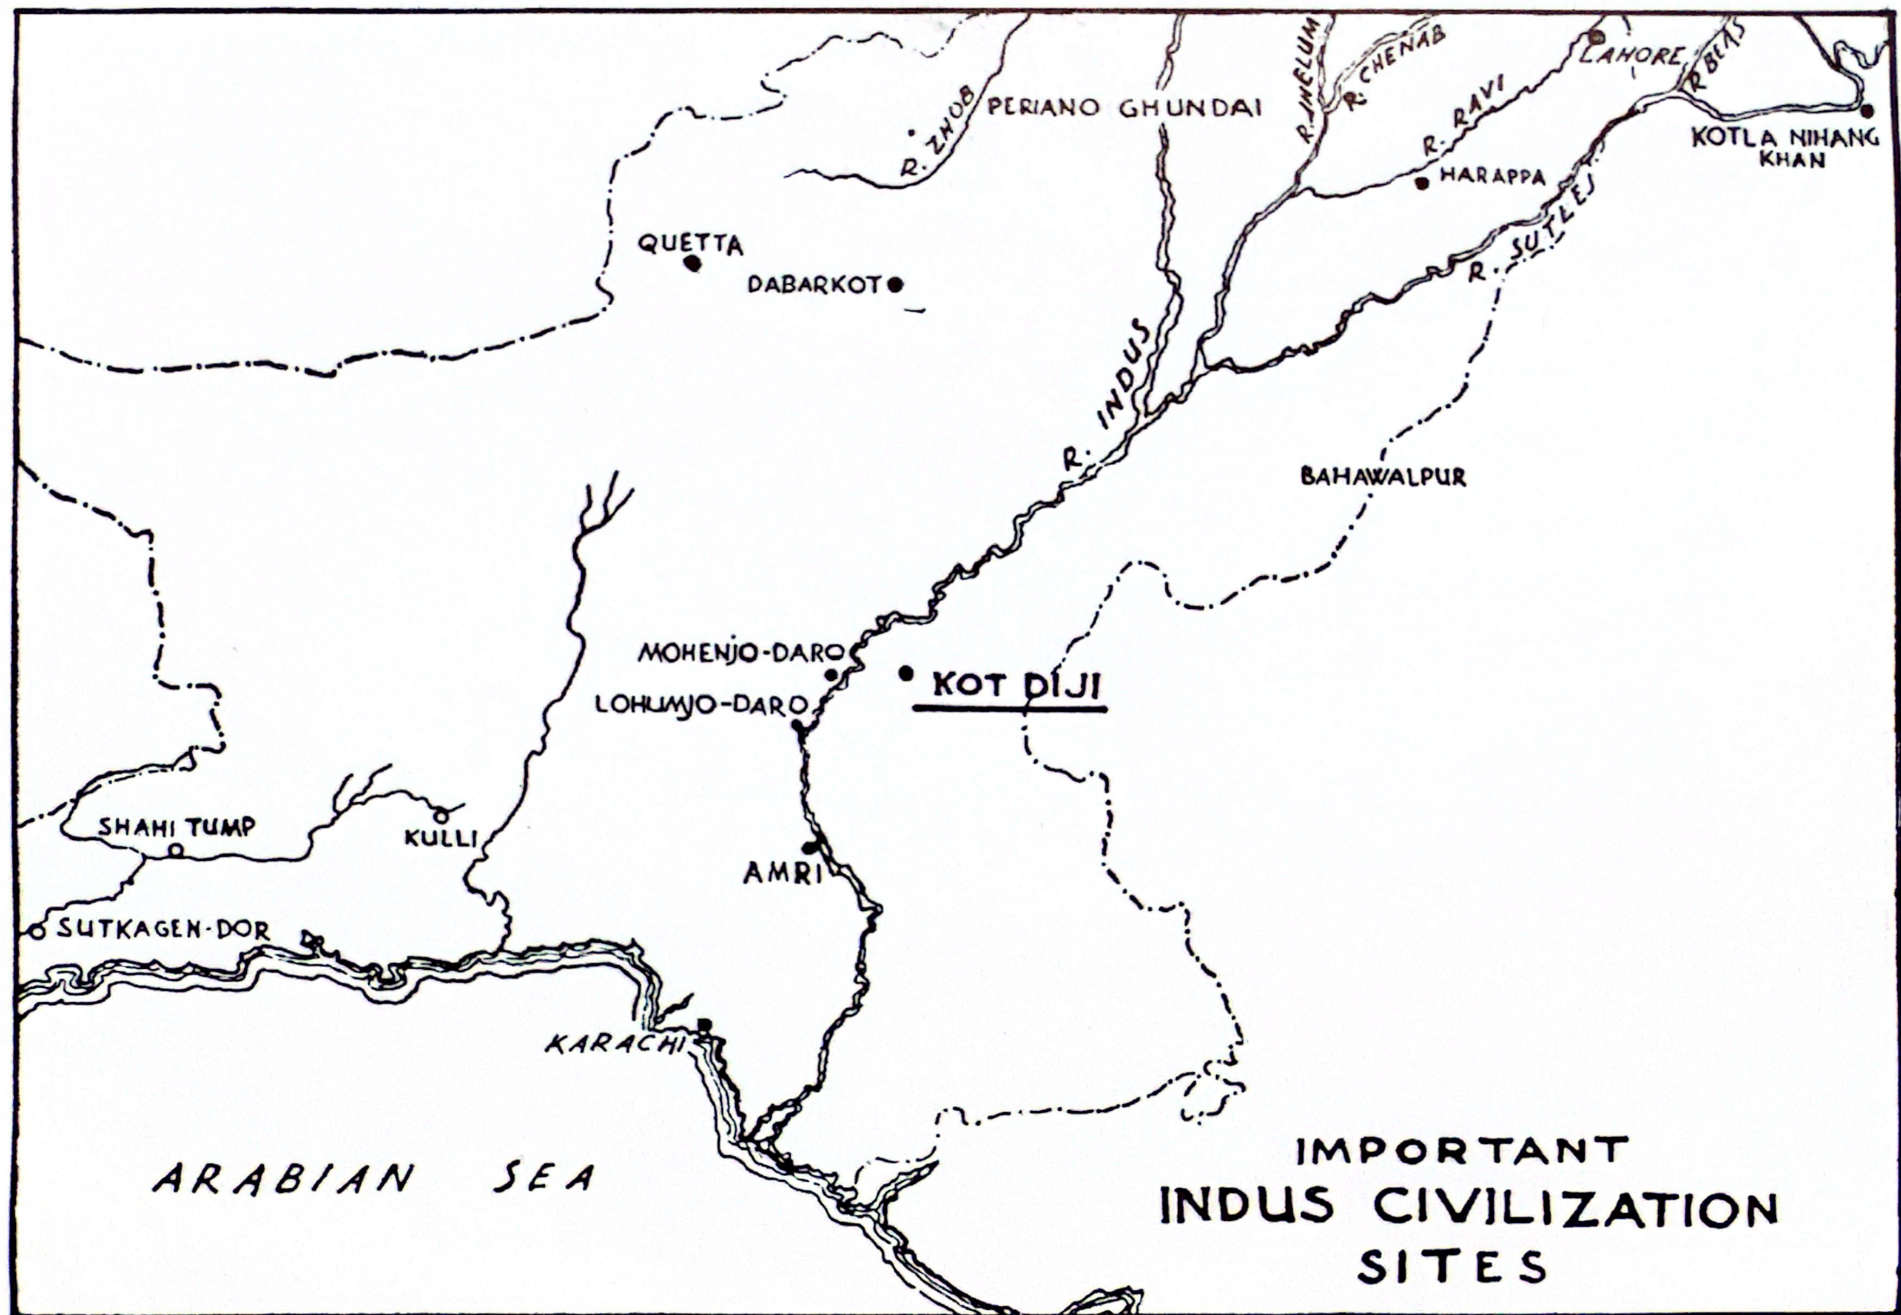 R. JHELUM
R. CHENAB
LAHORE
R. BEAS
R. ZHOB
PERIANO GHUNDAI
R. RAVI
KOTLA NIHANG
KHAN
HARAPPA
R. SUTLEJ
QUETTA
DABARKOT
R. INDUS
BAHAWALPUR
MOHENJO-DARO
KOT DIJI
LOHUMJO-DARO
SHAHI TUMP
KULLI
AMRI
SUTKAGEN-DOR
KARACHI
ARABIAN SEA
IMPORTANT
INDUS CIVILIZATION
SITES